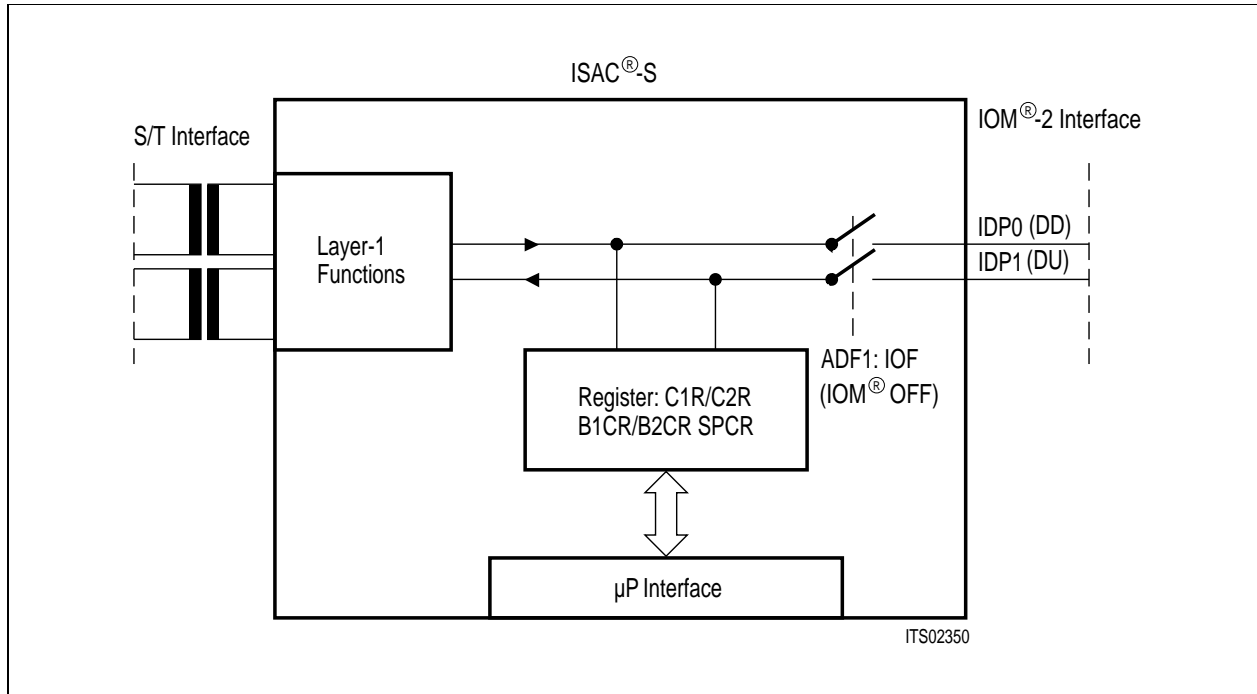 ISAC®-S
S/T Interface
IOM®-2 Interface
Layer-1
Functions
IDP0 (DD)
IDP1 (DU)
ADF1: IOF
(IOM® OFF)
Register: C1R/C2R
B1CR/B2CR SPCR
µP Interface
ITS02350